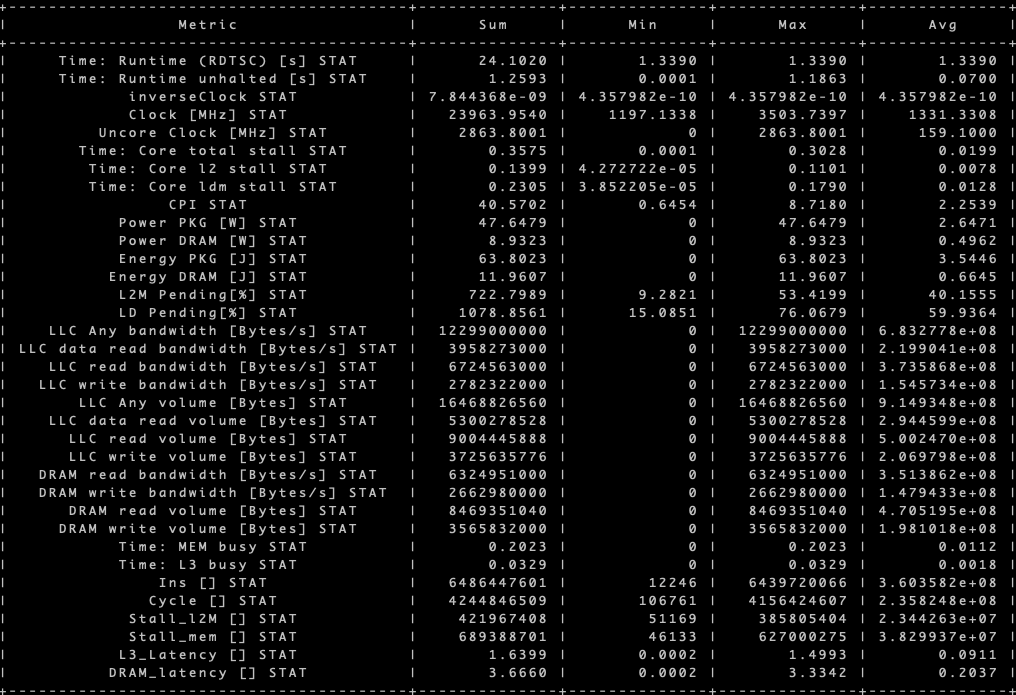 Metric | Sum | Min | Max | Avg
Time: Runtime (RDTSC) [s] STAT | 24.1020 | 1.3390 | 1.3390 | 1.3390
Time: Runtime unhalted [s] STAT | 1.2593 | 0.0001 | 1.1863 | 0.0700
inverseClock STAT | 7.844368e-09 | 4.357982e-10 | 4.357982e-10 | 4.357982e-10
Clock [MHz] STAT | 23963.9540 | 1197.1338 | 3503.7397 | 1331.3308
Uncore Clock [MHz] STAT | 2863.8001 | 0 | 2863.8001 | 159.1000
Time: Core total stall STAT | 0.3575 | 0.0001 | 0.3028 | 0.0199
Time: Core l2 stall STAT | 0.1399 | 4.272722e-05 | 0.1101 | 0.0078
Time: Core ldm stall STAT | 0.2305 | 3.852205e-05 | 0.1790 | 0.0128
CPI STAT | 40.5702 | 0.6454 | 8.7180 | 2.2539
Power PKG [W] STAT | 47.6479 | 0 | 47.6479 | 2.6471
Power DRAM [W] STAT | 8.9323 | 0 | 8.9323 | 0.4962
Energy PKG [J] STAT | 63.8023 | 0 | 63.8023 | 3.5446
Energy DRAM [J] STAT | 11.9607 | 0 | 11.9607 | 0.6645
L2M Pending[%] STAT | 722.7989 | 9.2821 | 53.4199 | 40.1555
LD Pending[%] STAT | 1078.8561 | 15.0851 | 76.0679 | 59.9364
LLC Any bandwidth [Bytes/s] STAT | 12299000000 | 0 | 12299000000 | 6.832778e+08
LLC data read bandwidth [Bytes/s] STAT | 3958273000 | 0 | 3958273000 | 2.199041e+08
LLC read bandwidth [Bytes/s] STAT | 6724563000 | 0 | 6724563000 | 3.735868e+08
LLC write bandwidth [Bytes/s] STAT | 2782322000 | 0 | 2782322000 | 1.545734e+08
LLC Any volume [Bytes] STAT | 16468826560 | 0 | 16468826560 | 9.149348e+08
LLC data read volume [Bytes] STAT | 5300278528 | 0 | 5300278528 | 2.944599e+08
LLC read volume [Bytes] STAT | 9004445888 | 0 | 9004445888 | 5.002470e+08
LLC write volume [Bytes] STAT | 3725635776 | 0 | 3725635776 | 2.069798e+08
DRAM read bandwidth [Bytes/s] STAT | 6324951000 | 0 | 6324951000 | 3.513862e+08
DRAM write bandwidth [Bytes/s] STAT | 2662980000 | 0 | 2662980000 | 1.479433e+08
DRAM read volume [Bytes] STAT | 8469351040 | 0 | 8469351040 | 4.705195e+08
DRAM write volume [Bytes] STAT | 3565832000 | 0 | 3565832000 | 1.981018e+08
Time: MEM busy STAT | 0.2023 | 0 | 0.2023 | 0.0112
Time: L3 busy STAT | 0.0329 | 0 | 0.0329 | 0.0018
Ins [] STAT | 6486447601 | 12246 | 6439720066 | 3.603582e+08
Cycle [] STAT | 4244846509 | 106761 | 4156424607 | 2.358248e+08
Stall_l2M [] STAT | 421967408 | 51169 | 385805404 | 2.344263e+07
Stall_mem [] STAT | 689388701 | 46133 | 627000275 | 3.829937e+07
L3_Latency [] STAT | 1.6399 | 0.0002 | 1.4993 | 0.0911
DRAM_latency [] STAT | 3.6660 | 0.0002 | 3.3342 | 0.2037